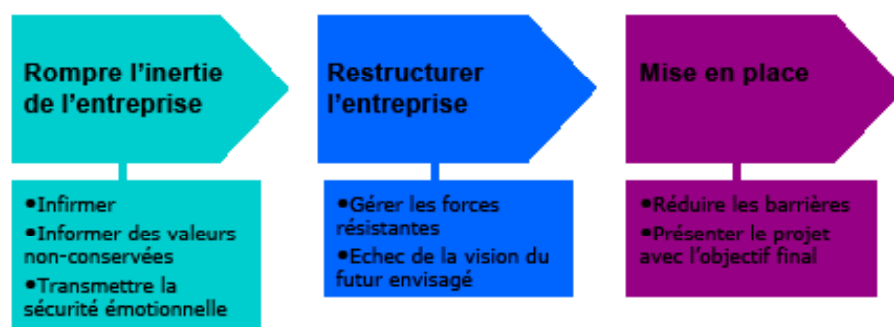 Rompre l'inertie
de l'entreprise
•Infirmer
•Informer des valeurs
non-conservées
•Transmettre la
sécurité émotionnelle
Restructurer
l'entreprise
•Gérer les forces
résistantes
•Echec de la vision du
futur envisagé
Mise en place
•Réduire les barrières
•Présenter le projet
avec l'objectif final